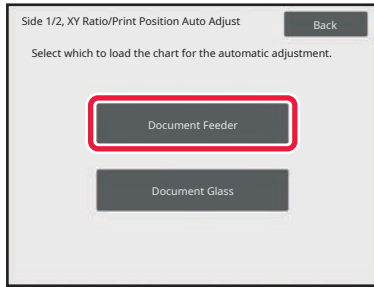 Side 1/2, XY Ratio/Print Position Auto Adjust
Back
Select which to load the chart for the automatic adjustment.
Document Feeder
Document Glass